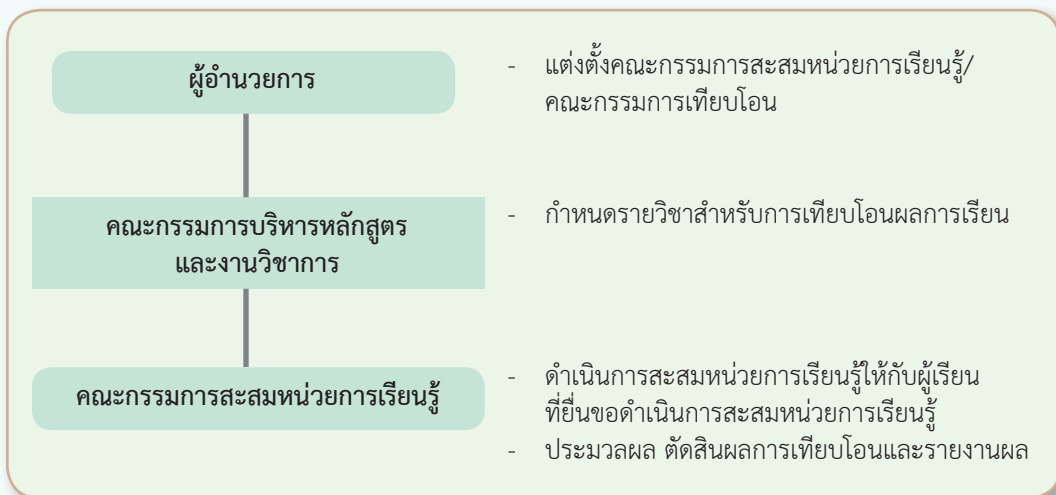 ผู้อำนวยการ
- แต่งตั้งคณะกรรมการสะสมหน่วยการเรียนรู้/
คณะกรรมการเทียบโอน
คณะกรรมการบริหารหลักสูตร
และงานวิชาการ
- กำหนดรายวิชาสำหรับการเทียบโอนผลการเรียน
คณะกรรมการสะสมหน่วยการเรียนรู้
- ดำเนินการสะสมหน่วยการเรียนรู้ให้กับผู้เรียน
ที่ยื่นขอดำเนินการสะสมหน่วยการเรียนรู้
- ประมวลผล ตัดสินผลการเทียบโอนและรายงานผล